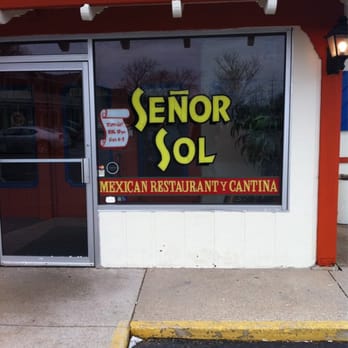 SEÑOR
SOL
MEXICAN RESTAURANT Y CANTINA